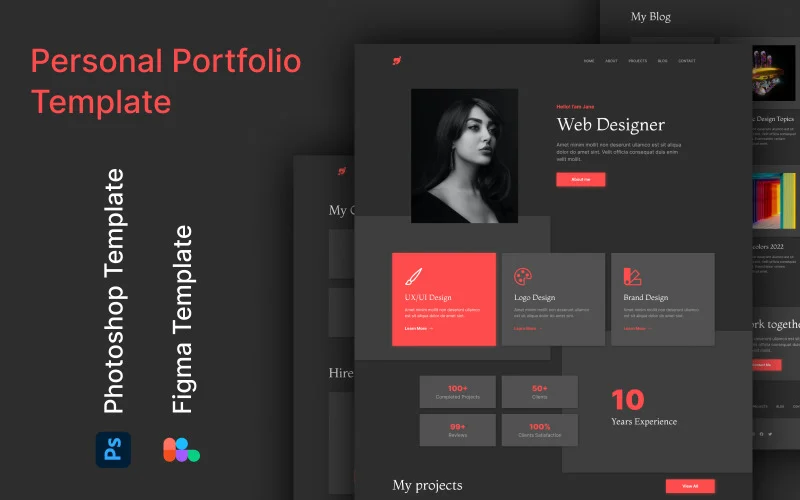 Personal Portfolio
Template
Photoshop Template
Figma Template
Ps
HOME ABOUT PROJECTS BLOG CONTACT
Hello! I'am Jane
Web Designer
Amet minim mollit non deserunt ullamco est sit aliqua
dolor do amet sint. Velit officia consequat duis enim
velit mollit.
About me
UX/UI Design
Amet minim mollit non deserunt ullamco
est sit aliqua dolor do amet sint.
Learn More →
Logo Design
Amet minim mollit non deserunt ullamco
est sit aliqua dolor do amet sint.
Learn More →
Brand Design
Amet minim mollit non deserunt ullamco
est sit aliqua dolor do amet sint.
Learn More →
100+
Completed Projects
50+
Clients
99+
Reviews
100%
Clients Satisfaction
10
Years Experience
My projects
View All
My
Hire
My Blog
Design Topics
colors 2022
ork together
BLOG